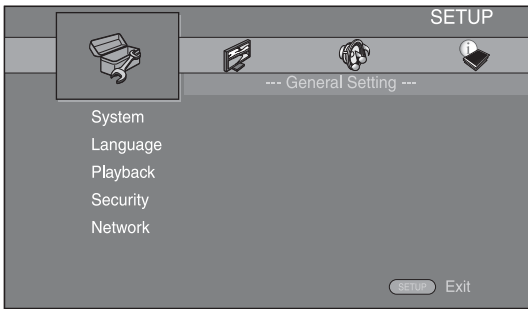 SETUP
--- General Setting ---
System
Language
Playback
Security
Network
SETUP Exit